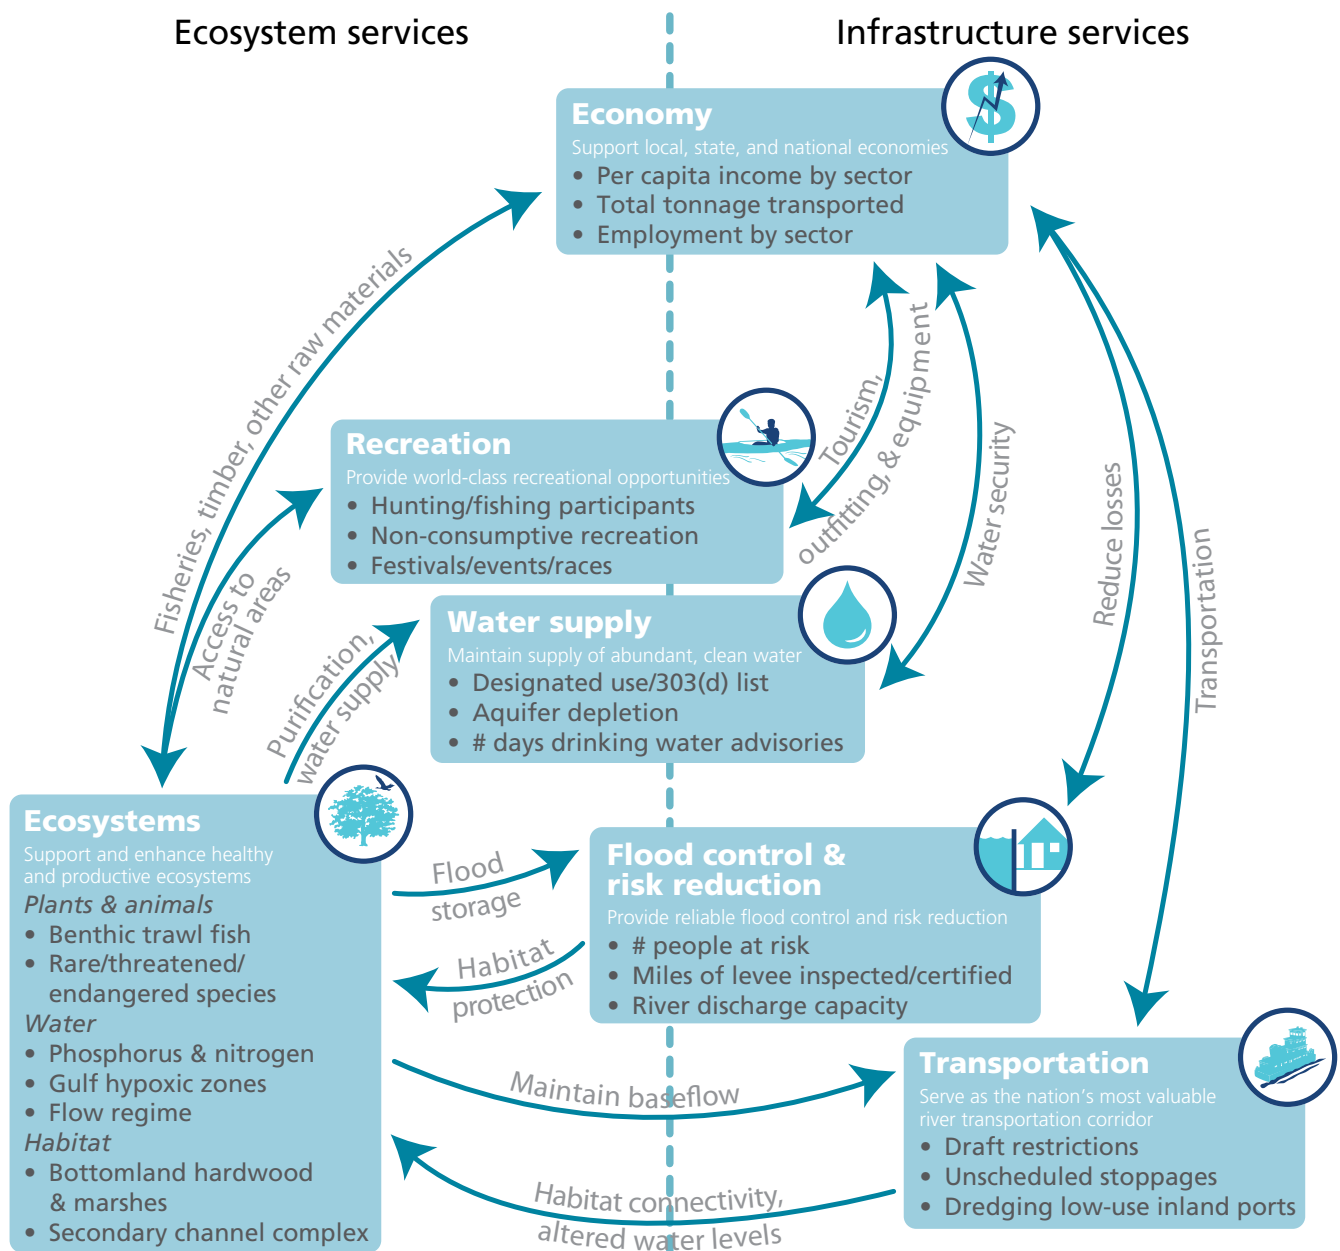 Ecosystem services
Infrastructure services
Economy
Support local, state, and national economies
• Per capita income by sector
• Total tonnage transported
• Employment by sector
Fisheries, timber, other raw materials
Tourism,
outfitting, & equipment
Water security
Reduce losses
Transportation
Recreation
Provide world-class recreational opportunities
• Hunting/fishing participants
• Non-consumptive recreation
• Festivals/events/races
Access to
natural areas
Purification,
water supply
Water supply
Maintain supply of abundant, clean water
• Designated use/303(d) list
• Aquifer depletion
• # days drinking water advisories
Ecosystems
Support and enhance healthy
and productive ecosystems
Plants & animals
• Benthic trawl fish
• Rare/threatened/
endangered species
Water
• Phosphorus & nitrogen
• Gulf hypoxic zones
• Flow regime
Habitat
• Bottomland hardwood
& marshes
• Secondary channel complex
Flood
storage
Habitat
protection
Flood control &
risk reduction
Provide reliable flood control and risk reduction
• # people at risk
• Miles of levee inspected/certified
• River discharge capacity
Maintain baseflow
Habitat connectivity,
altered water levels
Transportation
Serve as the nation’s most valuable
river transportation corridor
• Draft restrictions
• Unscheduled stoppages
• Dredging low-use inland ports